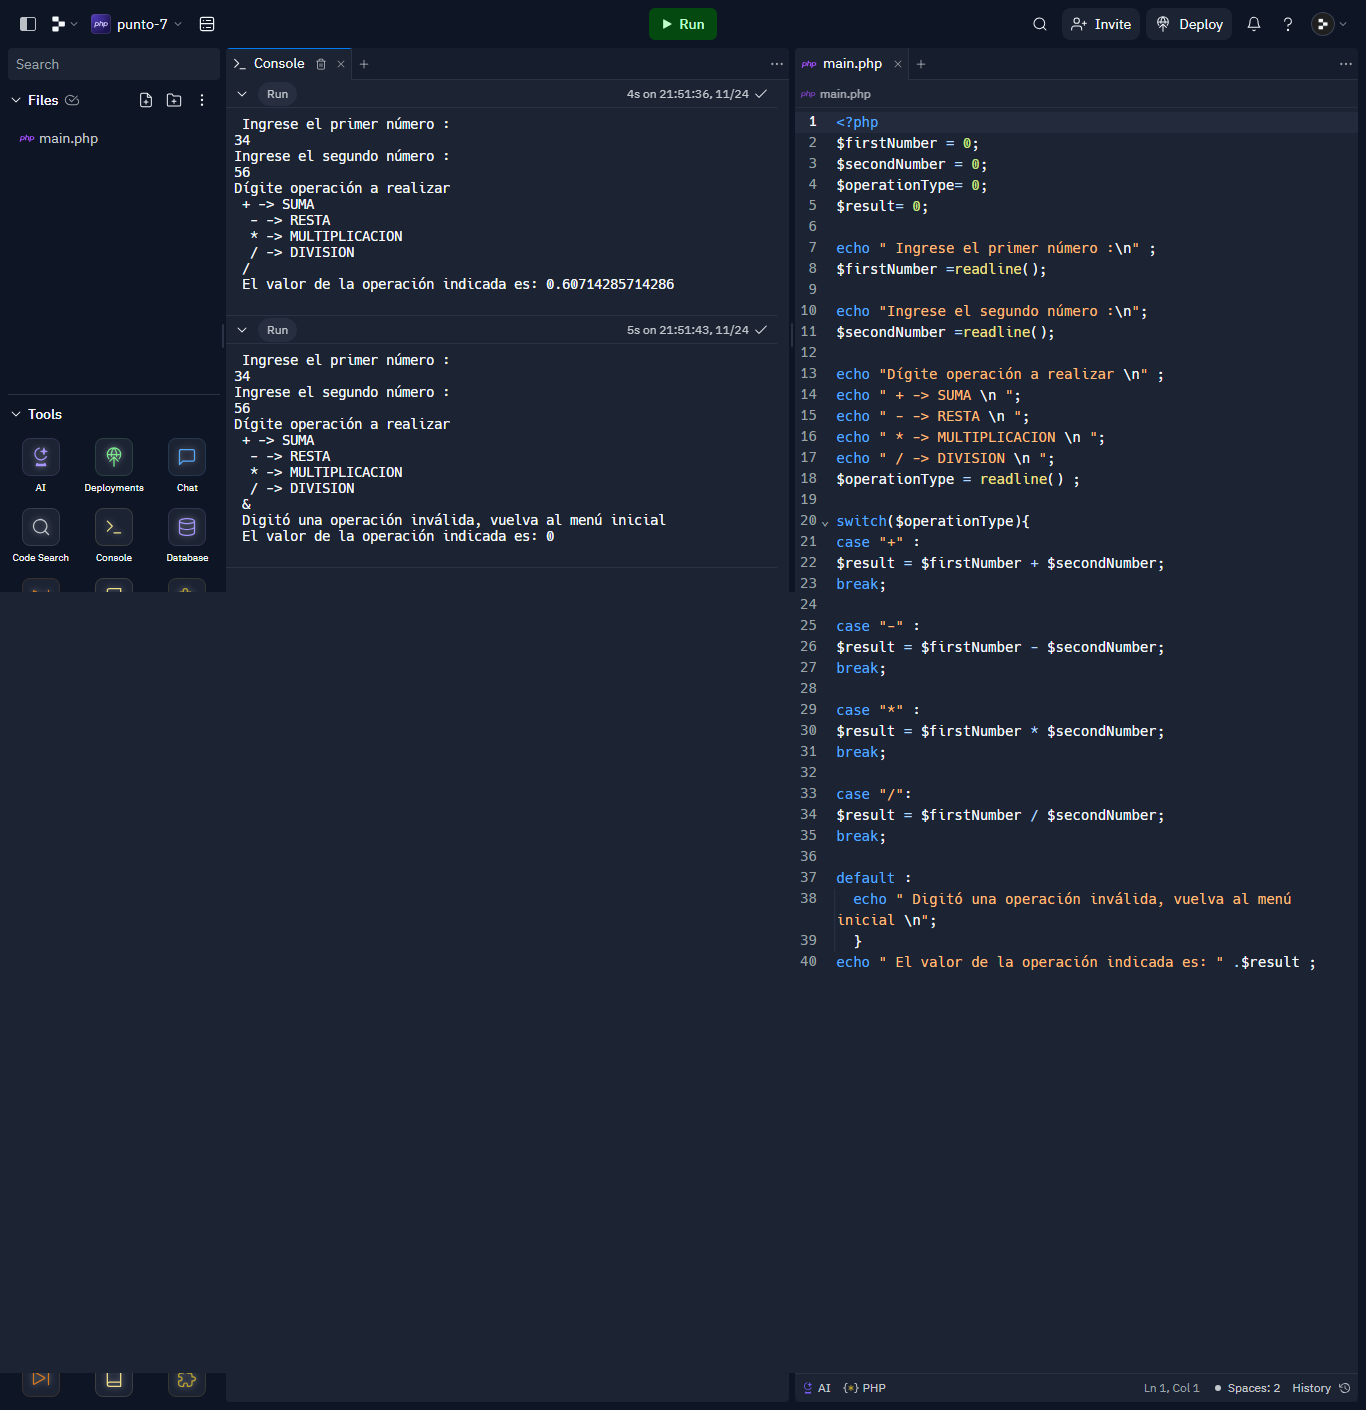 punto-7
Run
Invite
Deploy
Search
Files
main.php
Tools
AI
Deployments
Chat
Code Search
Console
Database
Console
Run
4s on 21:51:36, 11/24
Ingrese el primer número :
34
Ingrese el segundo número :
56
Dígite operación a realizar
+ -> SUMA
- -> RESTA
* -> MULTIPLICACION
/ -> DIVISION
/
El valor de la operación indicada es: 0.60714285714286
Run
5s on 21:51:43, 11/24
Ingrese el primer número :
34
Ingrese el segundo número :
56
Dígite operación a realizar
+ -> SUMA
- -> RESTA
* -> MULTIPLICACION
/ -> DIVISION
&
Digitó una operación inválida, vuelva al menú inicial
El valor de la operación indicada es: 0
php main.php
php main.php
1 <?php
2 $firstNumber = 0;
3 $secondNumber = 0;
4 $operationType= 0;
5 $result= 0;
6
7 echo " Ingrese el primer número :\n" ;
8 $firstNumber =readline();
9
10 echo "Ingrese el segundo número :\n";
11 $secondNumber =readline();
12
13 echo "Dígite operación a realizar \n" ;
14 echo " + -> SUMA \n ";
15 echo " - -> RESTA \n ";
16 echo " * -> MULTIPLICACION \n ";
17 echo " / -> DIVISION \n ";
18 $operationType = readline() ;
19
20 switch($operationType){
21 case "+" :
22 $result = $firstNumber + $secondNumber;
23 break;
24
25 case "-" :
26 $result = $firstNumber - $secondNumber;
27 break;
28
29 case "*" :
30 $result = $firstNumber * $secondNumber;
31 break;
32
33 case "/":
34 $result = $firstNumber / $secondNumber;
35 break;
36
37 default :
38 echo " Digitó una operación inválida, vuelva al menú
inicial \n";
39 }
40 echo " El valor de la operación indicada es: " .$result ;
AI
PHP
Ln 1, Col 1
Spaces: 2
History